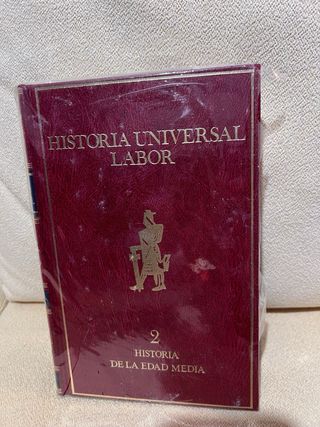 HISTORIA UNIVERSAL
LABOR
2
HISTORIA
DE LA EDAD MEDIA